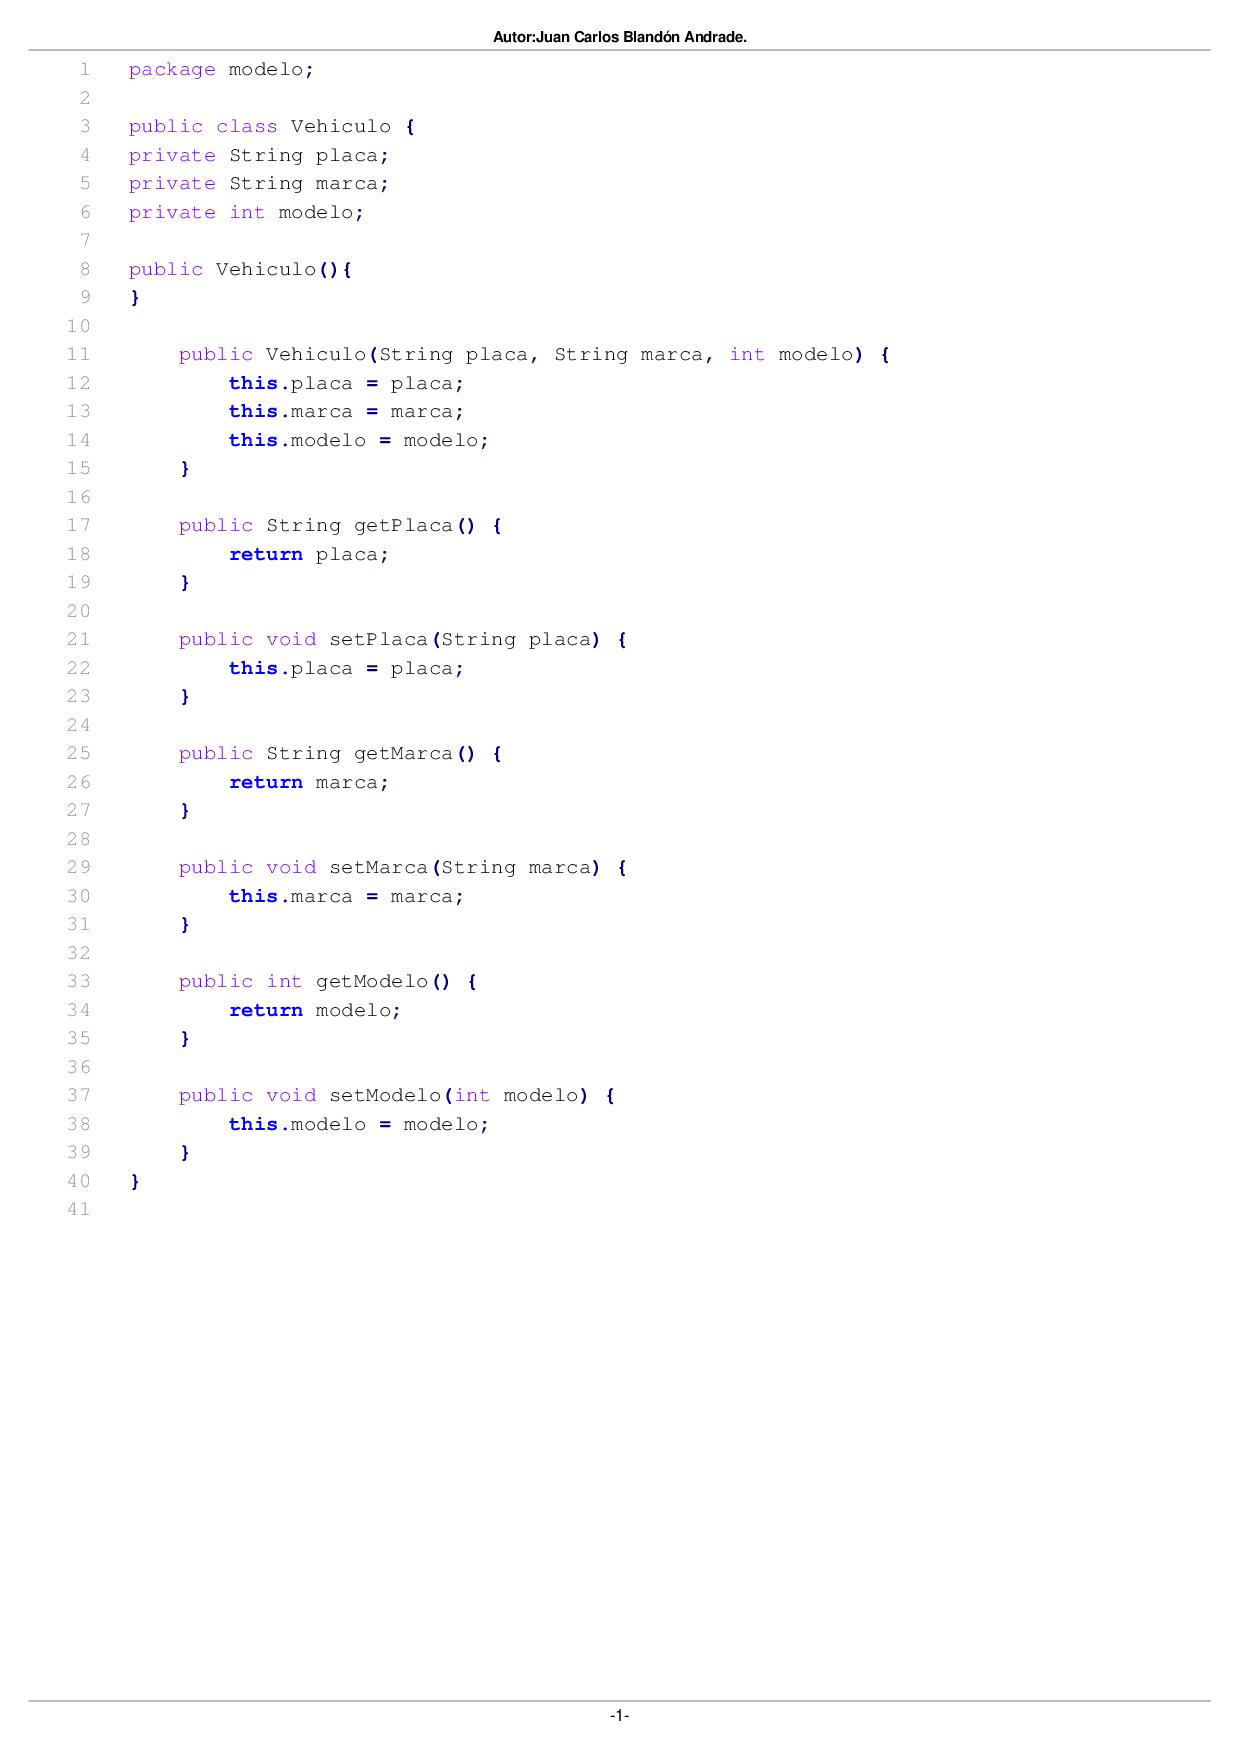 Autor:Juan Carlos Blandón Andrade.
1 package modelo;
2
3 public class Vehiculo {
4 private String placa;
5 private String marca;
6 private int modelo;
7
8 public Vehiculo(){
9 }
10
11     public Vehiculo(String placa, String marca, int modelo) {
12         this.placa = placa;
13         this.marca = marca;
14         this.modelo = modelo;
15     }
16
17     public String getPlaca() {
18         return placa;
19     }
20
21     public void setPlaca(String placa) {
22         this.placa = placa;
23     }
24
25     public String getMarca() {
26         return marca;
27     }
28
29     public void setMarca(String marca) {
30         this.marca = marca;
31     }
32
33     public int getModelo() {
34         return modelo;
35     }
36
37     public void setModelo(int modelo) {
38         this.modelo = modelo;
39     }
40 }
41
-1-